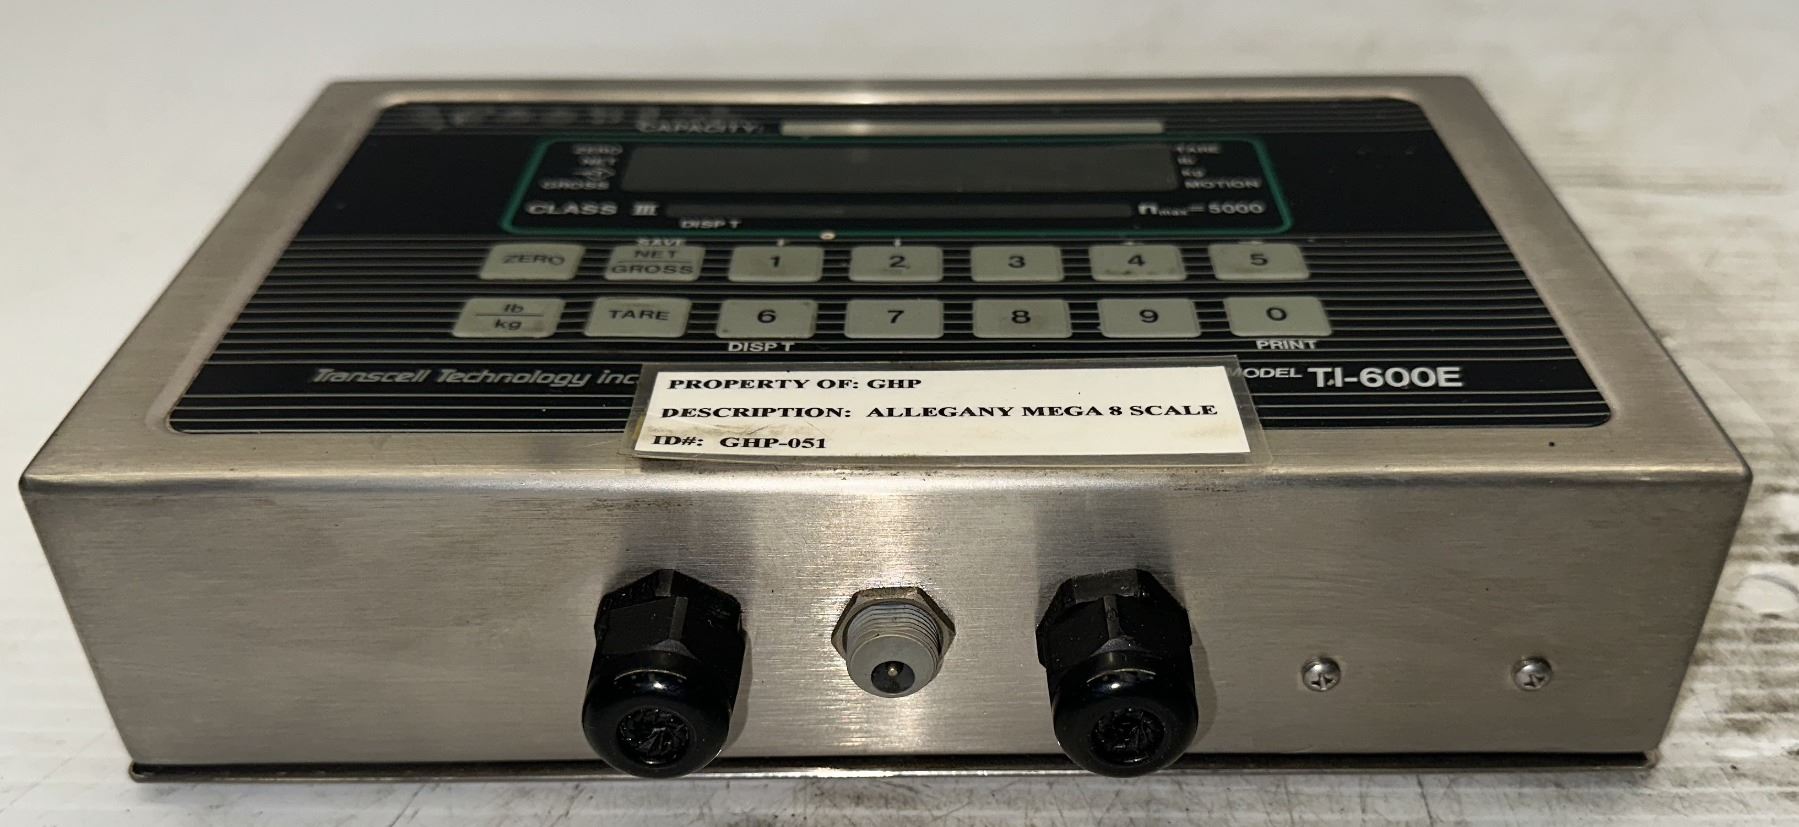 CAPACITY:
ZERO TARE
NET lb
kg
GROSS MOTION
CLASS III nmax=5000
DISP T
SAVE
ZERO NET GROSS 1 2 3 4 5
lb kg TARE 6 7 8 9 0
DISP T PRINT
Transcell Technology inc MODEL TI-600E
PROPERTY OF: GHP
DESCRIPTION: ALLEGANY MEGA 8 SCALE
ID#: GHP-051